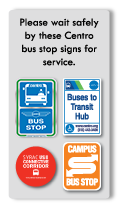 Please wait safely
by these Centro
bus stop signs for
service.
BUS
STOP
Buses to
Transit
Hub
CONNECTIVE
CORRIDOR
CAMPUS
BUS STOP